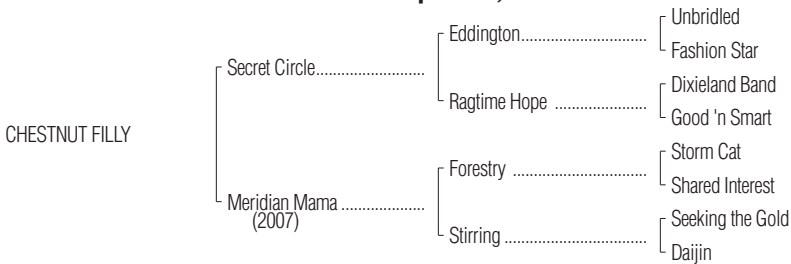 Unbridled
Eddington..............................
Fashion Star
Secret Circle.........................
Dixieland Band
Ragtime Hope ......................
Good 'n Smart
CHESTNUT FILLY
Storm Cat
Forestry ................................
Shared Interest
Meridian Mama ....................
(2007)
Seeking the Gold
Stirring ..................................
Daijin